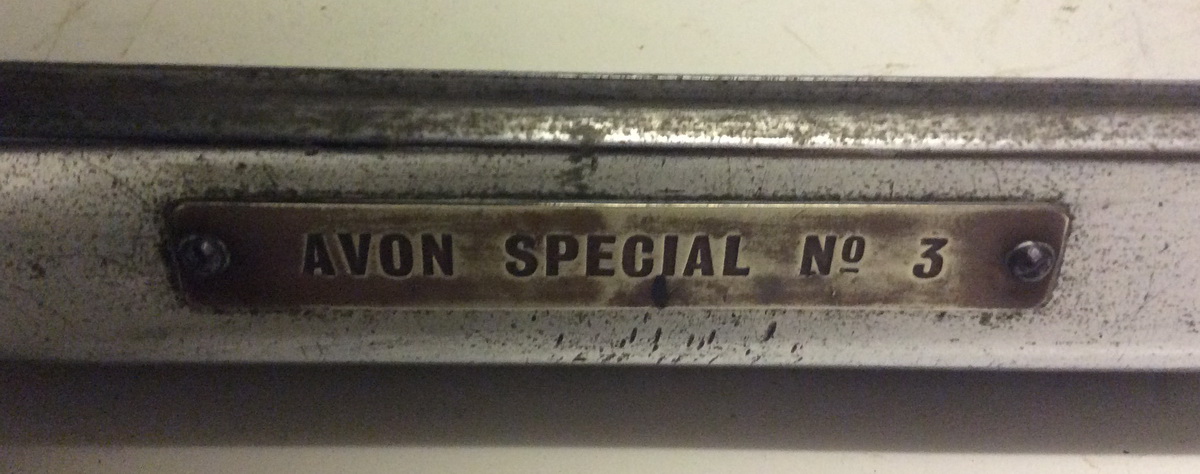 AVON SPECIAL Nº 3